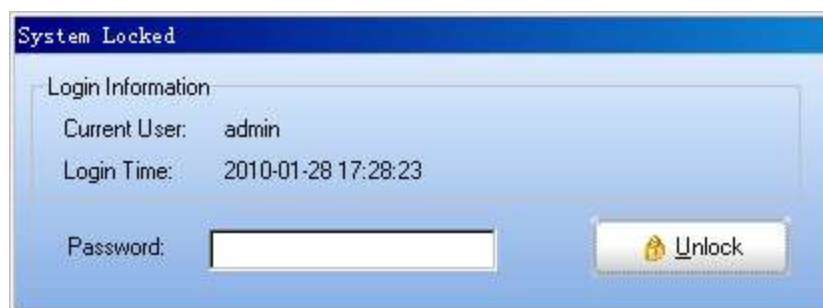 System Locked
Login Information
Current User: admin
Login Time: 2010-01-28 17:28:23
Password: Unlock